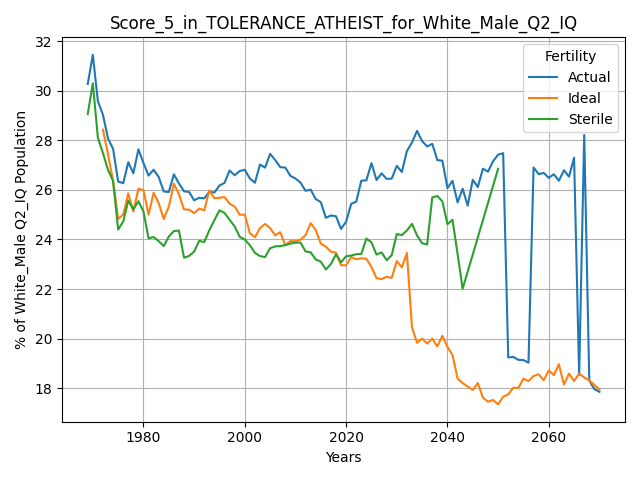 Score_5_in_TOLERANCE_ATHEIST_for_White_Male_Q2_IQ
32
30
28
26
24
22
20
18
% of White_Male Q2_IQ Population
Fertility
Actual
Ideal
Sterile
1980
2000
2020
2040
2060
Years